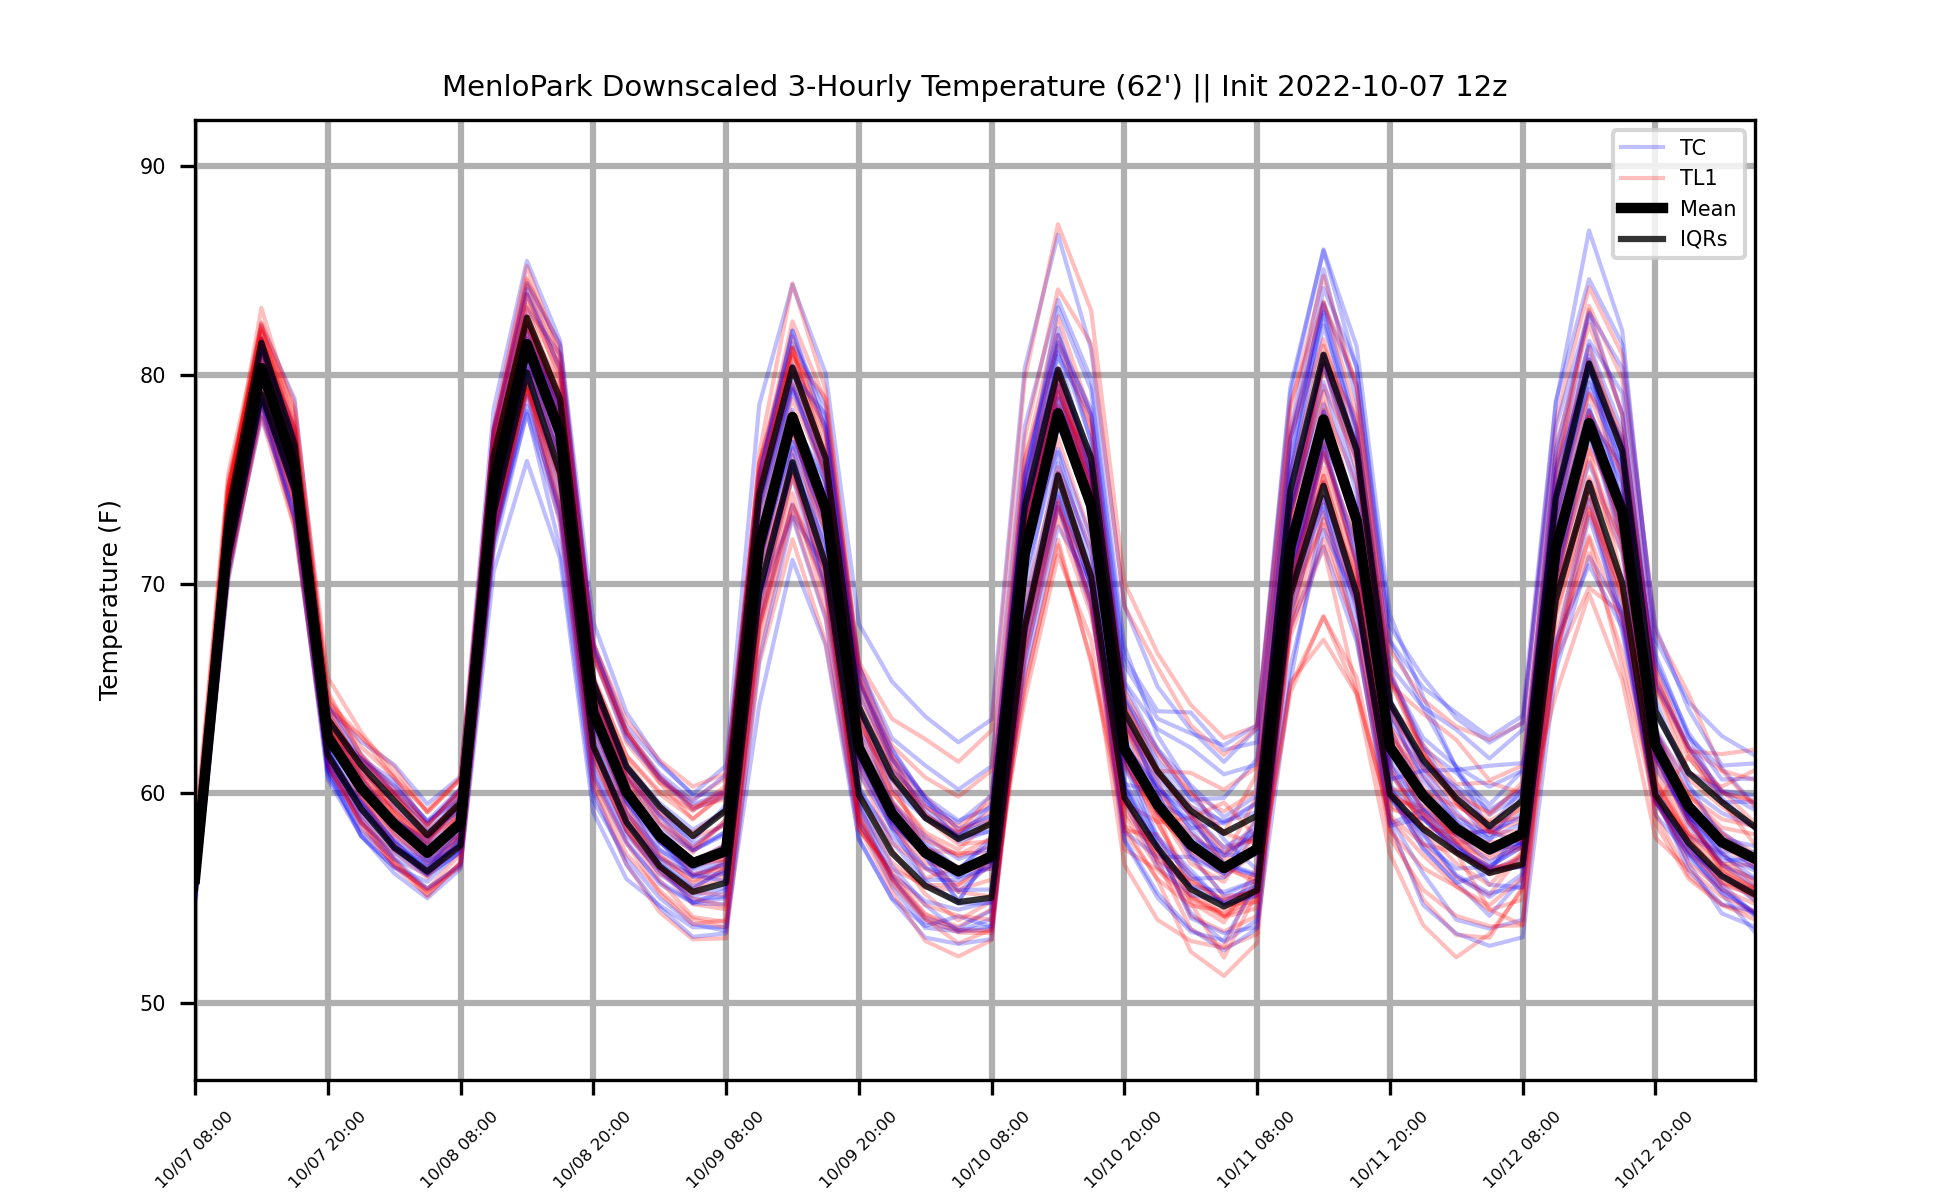 MenloPark Downscaled 3-Hourly Temperature (62') || Init 2022-10-07 12z
TC
TL1
Mean
IQRs
Temperature (F)
90
80
70
60
50
10/07 08:00
10/07 20:00
10/08 08:00
10/08 20:00
10/09 08:00
10/09 20:00
10/10 08:00
10/10 20:00
10/11 08:00
10/11 20:00
10/12 08:00
10/12 20:00